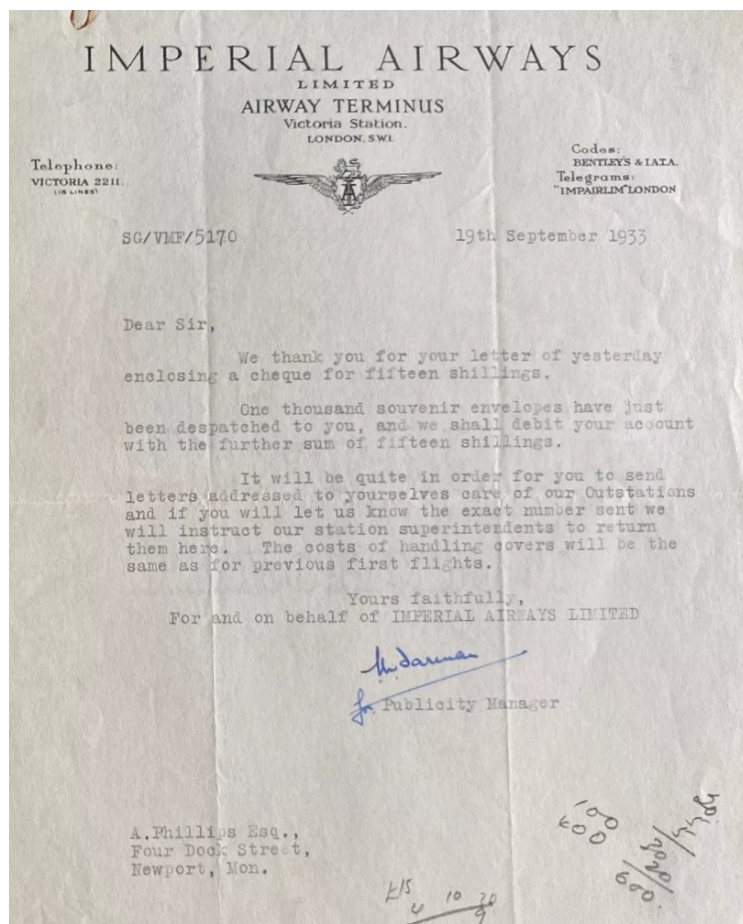 IMPERIAL AIRWAYS
LIMITED
AIRWAY TERMINUS
Victoria Station.
LONDON, S.W.1.
Telephone:
VICTORIA 2211.
(15 LINES)
Codes:
BENTLEY'S & I.A.T.A.
Telegrams:
"IMPAIRLIM" LONDON
SG/VMF/5170
19th September 1933
Dear Sir,
We thank you for your letter of yesterday
enclosing a cheque for fifteen shillings.
One thousand souvenir envelopes have just
been despatched to you, and we shall debit your account
with the further sum of fifteen shillings.
It will be quite in order for you to send
letters addressed to yourselves care of our Outstations
and if you will let us know the exact number sent we
will instruct our station superintendents to return
them here. The costs of handling covers will be the
same as for previous first flights.
Yours faithfully,
For and on behalf of IMPERIAL AIRWAYS LIMITED
for Publicity Manager
A.Phillips Esq.,
Four Dock Street,
Newport, Mon.